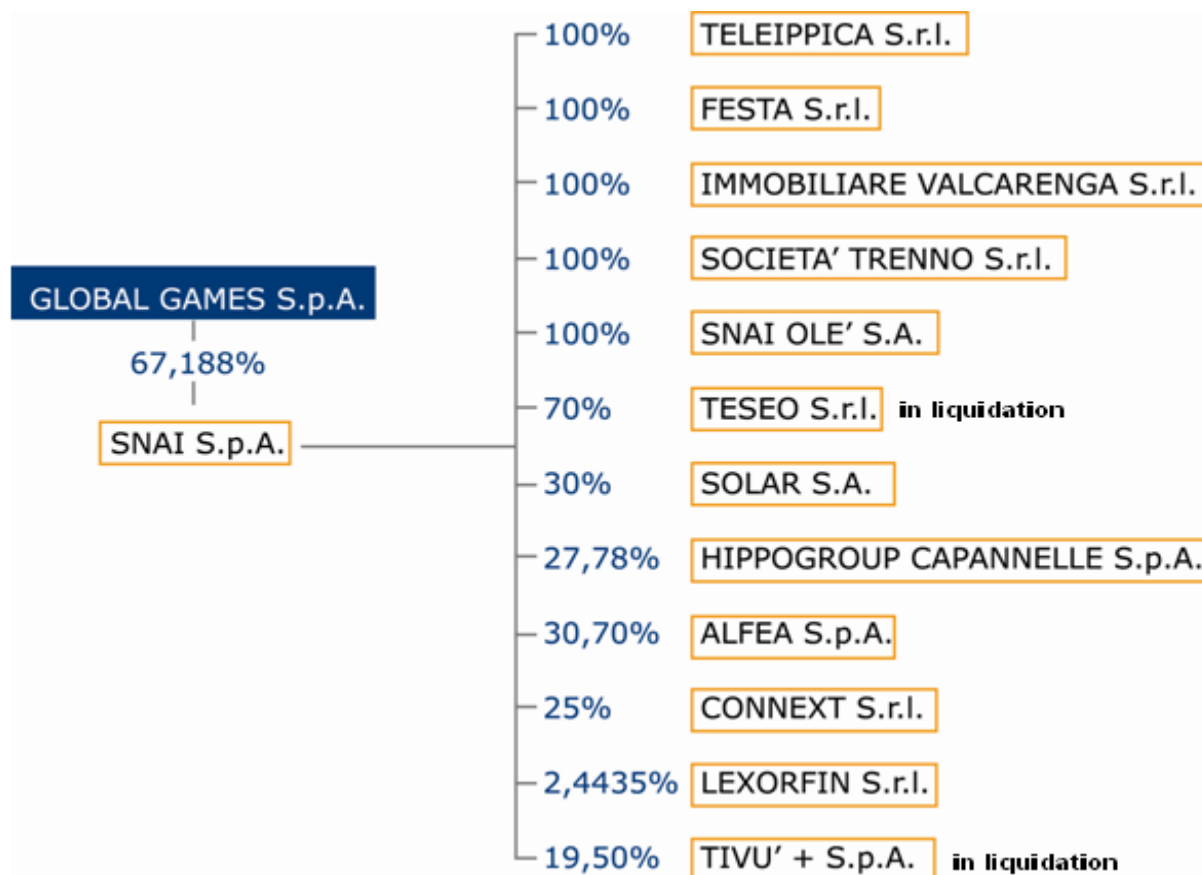 GLOBAL GAMES S.p.A.
67,188%
SNAI S.p.A.
100% TELEIPPICA S.r.l.
100% FESTA S.r.l.
100% IMMOBILIARE VALCARENGA S.r.l.
100% SOCIETA' TRENNO S.r.l.
100% SNAI OLE' S.A.
70% TESEO S.r.l. in liquidation
30% SOLAR S.A.
27,78% HIPPOGROUP CAPANNELLE S.p.A.
30,70% ALFEA S.p.A.
25% CONNEXT S.r.l.
2,4435% LEXORFIN S.r.l.
19,50% TIVU' + S.p.A. in liquidation